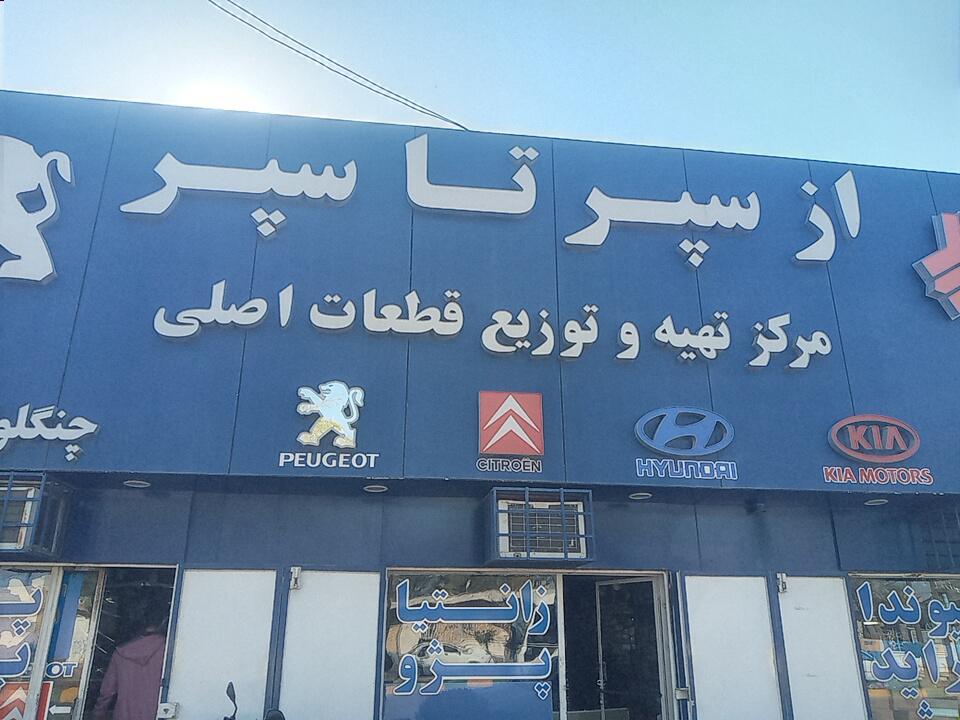 از سپر تا سپر
مرکز تهیه و توزیع قطعات اصلی
PEUGEOT
CITROËN
HYUNDAI
KIA
KIA MOTORS
زانتیا
پژو